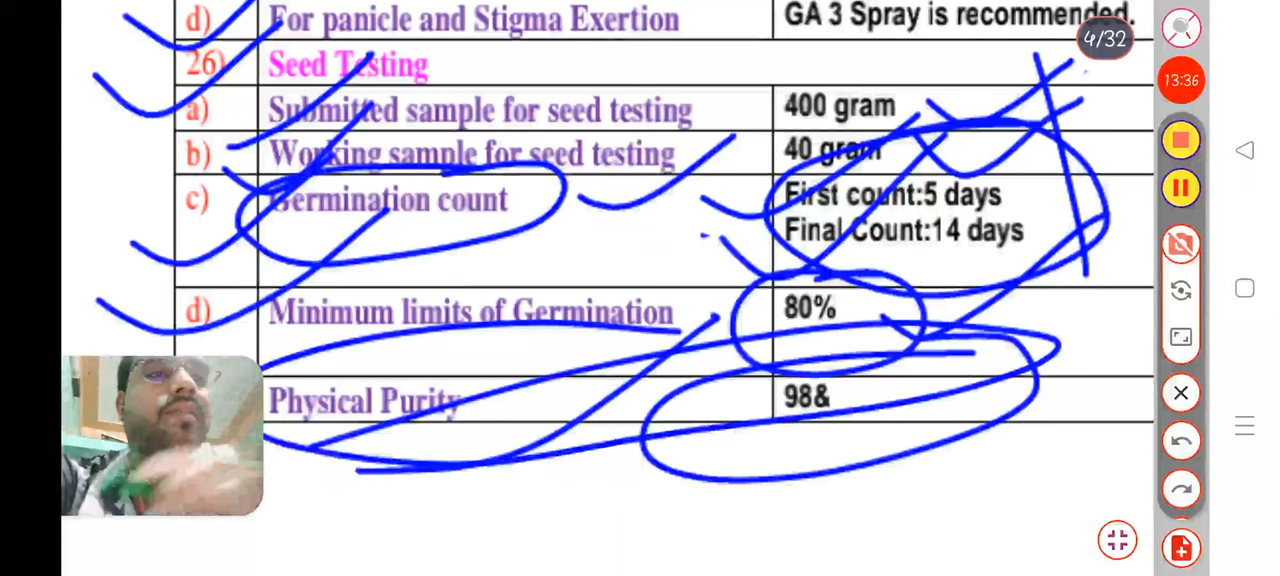 d) For panicle and Stigma Exertion GA 3 Spray is recommended.
4/32
26) Seed Testing
13:36
a) Submitted sample for seed testing 400 gram
b) Working sample for seed testing 40 gram
c) Germination count First count:5 days
Final Count:14 days
d) Minimum limits of Germination 80%
Physical Purity 98&